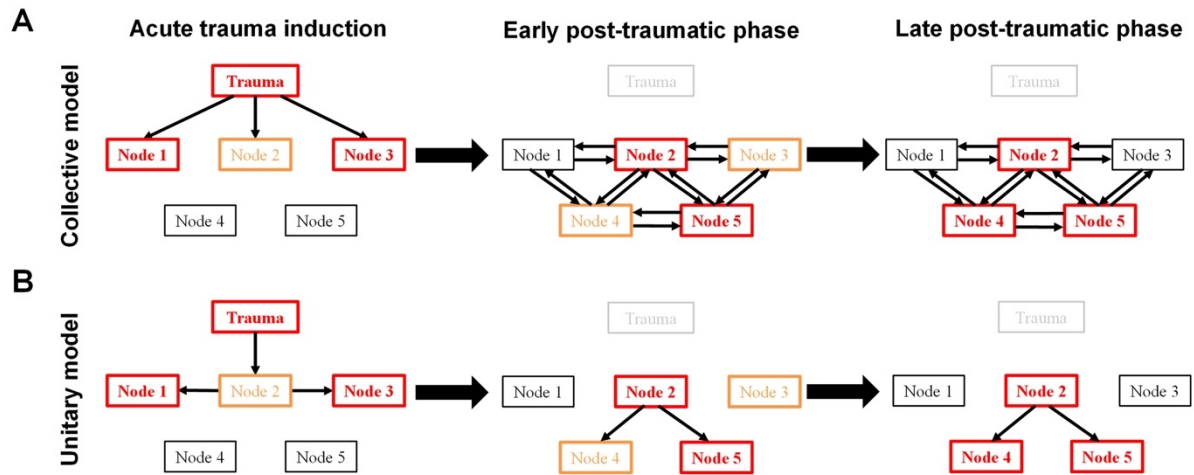 A
Acute trauma induction
Early post-traumatic phase
Late post-traumatic phase
Collective model
Trauma
Trauma
Trauma
Node 1
Node 2
Node 3
Node 1
Node 2
Node 3
Node 1
Node 2
Node 3
Node 4
Node 5
Node 4
Node 5
Node 4
Node 5
B
Unitary model
Trauma
Trauma
Trauma
Node 1
Node 2
Node 3
Node 1
Node 2
Node 3
Node 1
Node 2
Node 3
Node 4
Node 5
Node 4
Node 5
Node 4
Node 5